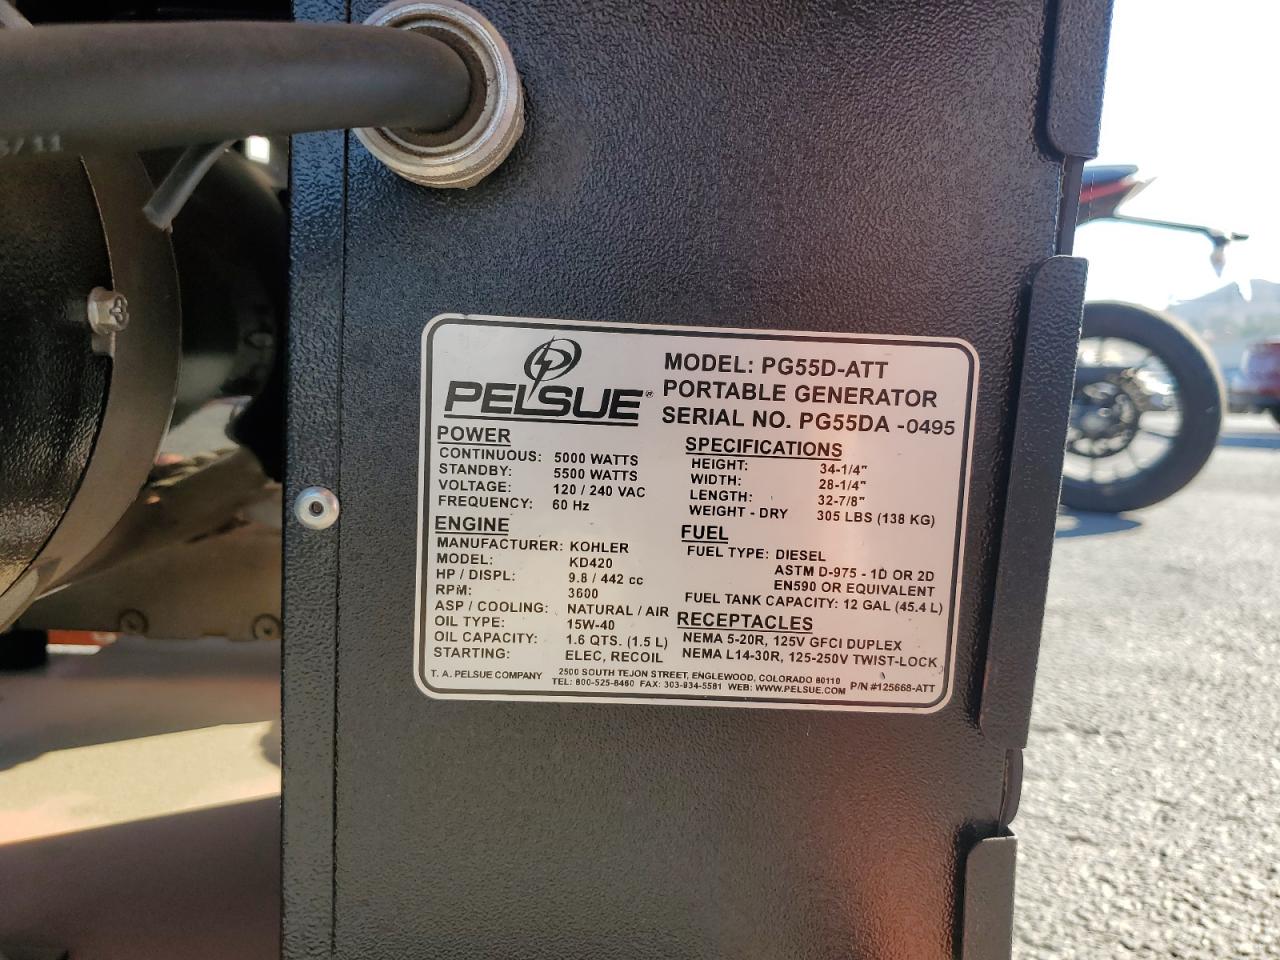 /11
PELSUE®
MODEL: PG55D-ATT
PORTABLE GENERATOR
SERIAL NO. PG55DA -0495
POWER
CONTINUOUS: 5000 WATTS
STANDBY: 5500 WATTS
VOLTAGE: 120 / 240 VAC
FREQUENCY: 60 Hz
ENGINE
MANUFACTURER: KOHLER
MODEL: KD420
HP / DISPL: 9.8 / 442 cc
RPM: 3600
ASP / COOLING: NATURAL / AIR
OIL TYPE: 15W-40
OIL CAPACITY: 1.6 QTS. (1.5 L)
STARTING: ELEC, RECOIL
SPECIFICATIONS
HEIGHT: 34-1/4"
WIDTH: 28-1/4"
LENGTH: 32-7/8"
WEIGHT - DRY 305 LBS (138 KG)
FUEL
FUEL TYPE: DIESEL
ASTM D-975 - 1D OR 2D
EN590 OR EQUIVALENT
FUEL TANK CAPACITY: 12 GAL (45.4 L)
RECEPTACLES
NEMA 5-20R, 125V GFCI DUPLEX
NEMA L14-30R, 125-250V TWIST-LOCK
T. A. PELSUE COMPANY 2500 SOUTH TEJON STREET, ENGLEWOOD, COLORADO 80110
TEL: 800-525-8460 FAX: 303-934-5581 WEB: WWW.PELSUE.COM P/N #125668-ATT